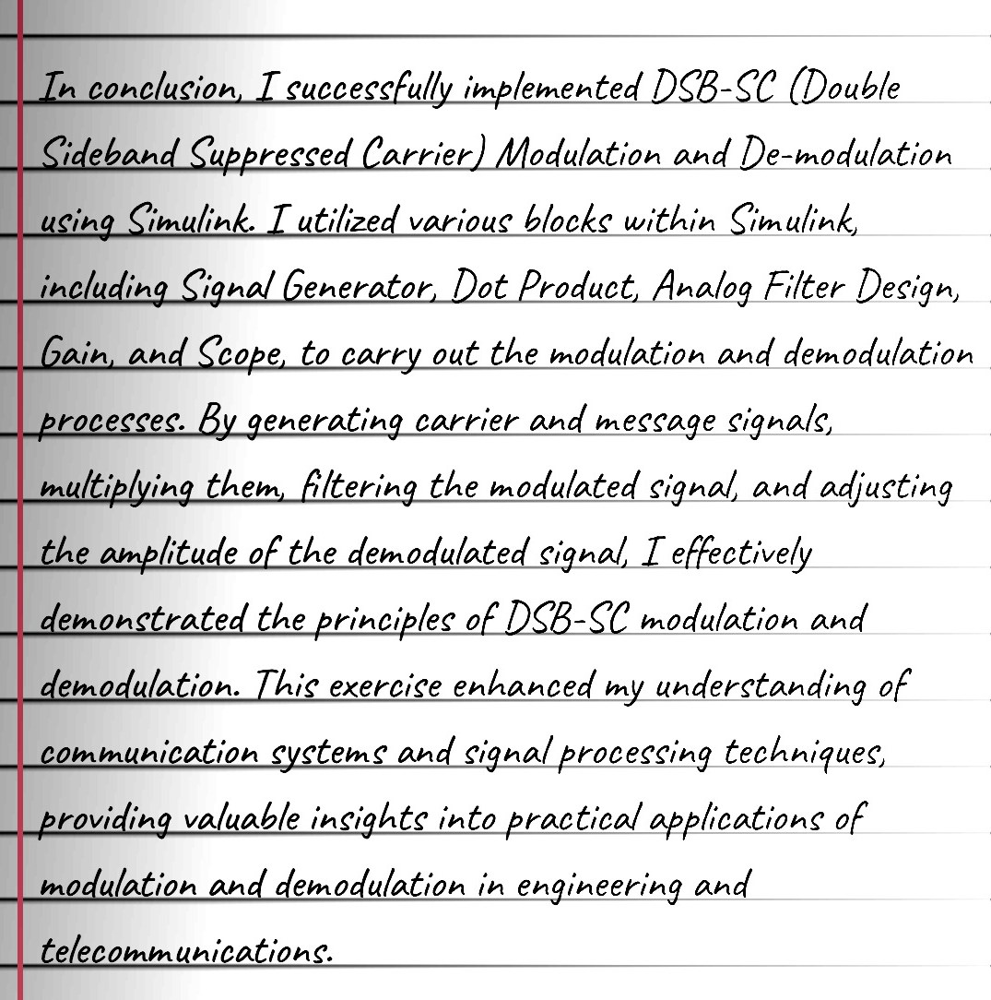 In conclusion, I successfully implemented DSB-SC (Double
Sideband Suppressed Carrier) Modulation and De-modulation
using Simulink. I utilized various blocks within Simulink,
including Signal Generator, Dot Product, Analog Filter Design,
Gain, and Scope, to carry out the modulation and demodulation
processes. By generating carrier and message signals,
multiplying them, filtering the modulated signal, and adjusting
the amplitude of the demodulated signal, I effectively
demonstrated the principles of DSB-SC modulation and
demodulation. This exercise enhanced my understanding of
communication systems and signal processing techniques,
providing valuable insights into practical applications of
modulation and demodulation in engineering and
telecommunications.